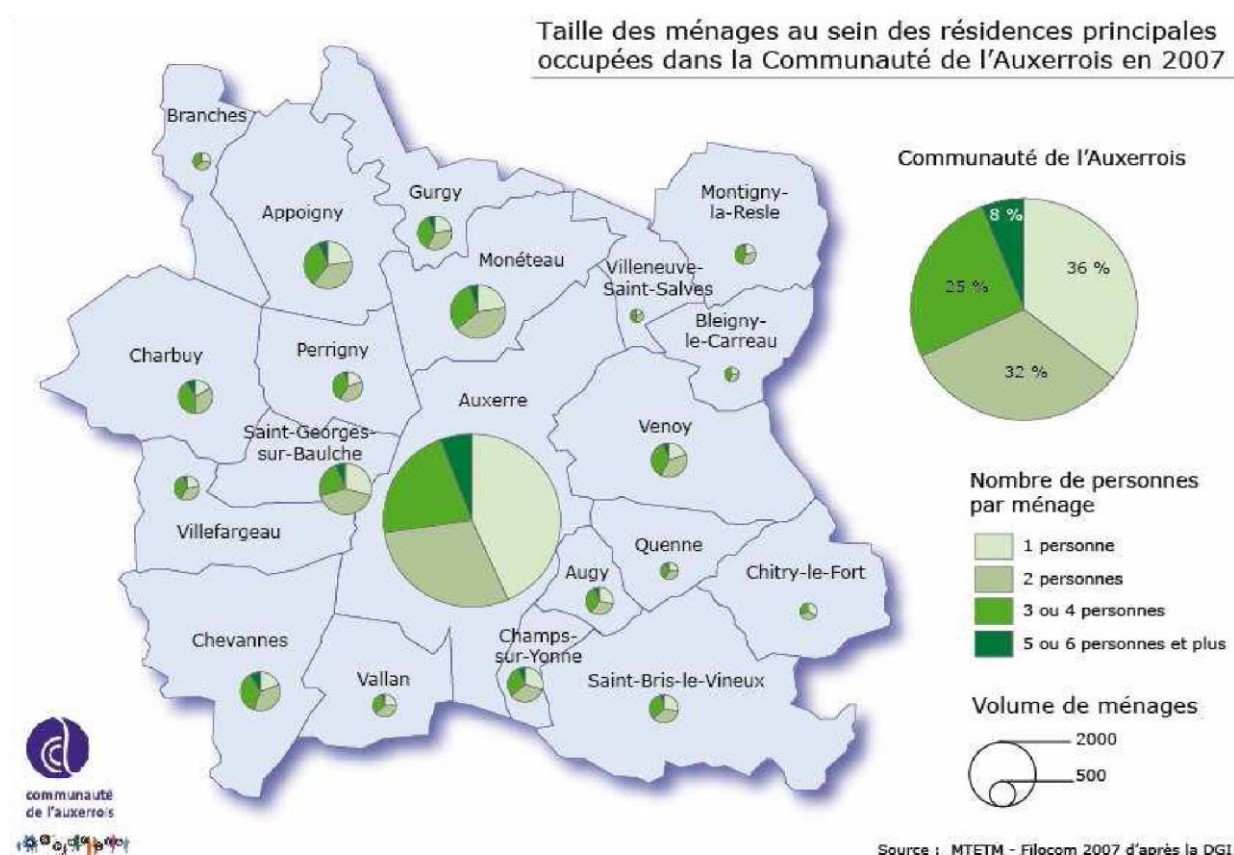 Taille des ménages au sein des résidences principales
occupées dans la Communauté de l'Auxerrois en 2007
Branches
Appoigny
Gurgy
Monéteau
Villeneuve-
Saint-Salves
Montigny-
la-Resle
Bleigny-
le-Carreau
Charbuy
Perrigny
Saint-Georges-
sur-Baulche
Auxerre
Venoy
Villefargeau
Quenne
Augy
Chitry-le-Fort
Chevannes
Vallan
Champs-
sur-Yonne
Saint-Bris-le-Vineux
Communauté de l'Auxerrois
8 %
36 %
25 %
32 %
Nombre de personnes
par ménage
1 personne
2 personnes
3 ou 4 personnes
5 ou 6 personnes et plus
Volume de ménages
2000
500
communauté
de l'auxerrois
Source : MTETM - Filocom 2007 d'après la DGI